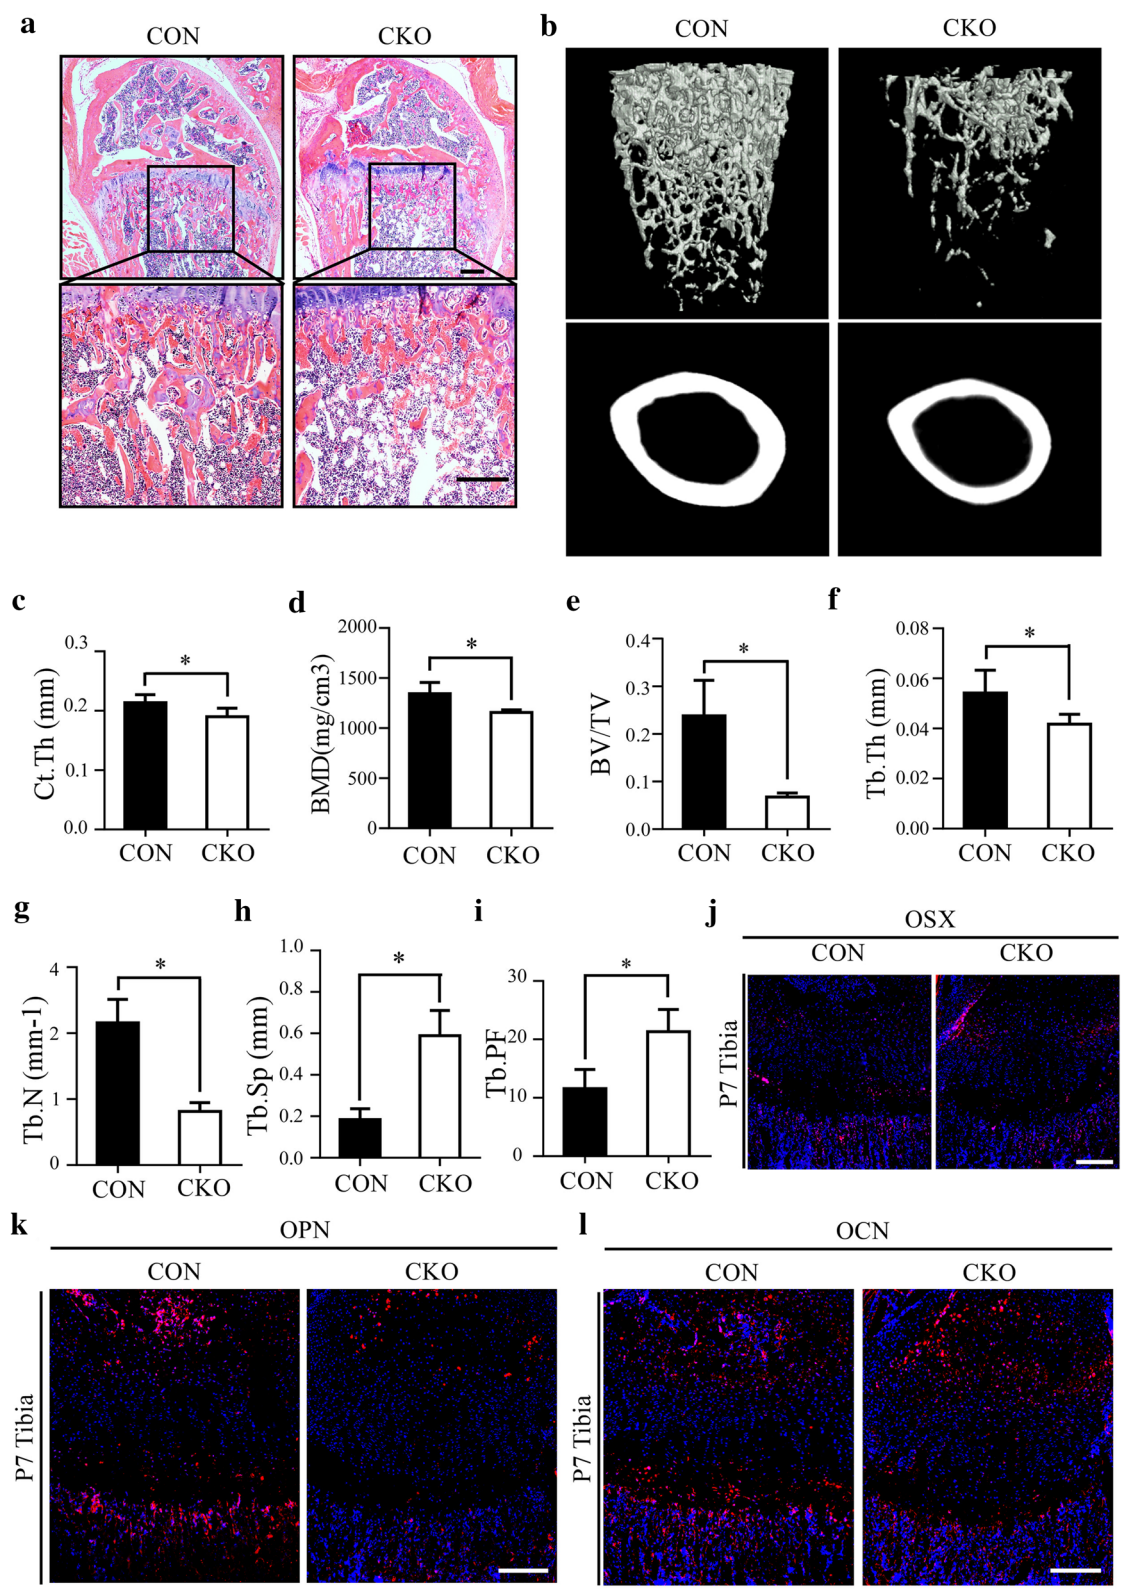 a
CON
CKO
b
CON
CKO
c
Ct.Th (mm)
0.3
0.2
0.1
0.0
*
CON
CKO
d
BMD(mg/cm3)
2000
1500
1000
500
0
*
CON
CKO
e
BV/TV
0.4
0.3
0.2
0.1
0.0
*
CON
CKO
f
Tb.Th (mm)
0.08
0.06
0.04
0.02
0.00
*
CON
CKO
g
Tb.N (mm-1)
4
2
1
0
*
CON
CKO
h
Tb.Sp (mm)
1.0
0.8
0.6
0.4
0.2
0.0
*
CON
CKO
i
Tb.PF
30
20
10
0
*
CON
CKO
j
OSX
CON
CKO
P7 Tibia
k
OPN
CON
CKO
P7 Tibia
l
OCN
CON
CKO
P7 Tibia